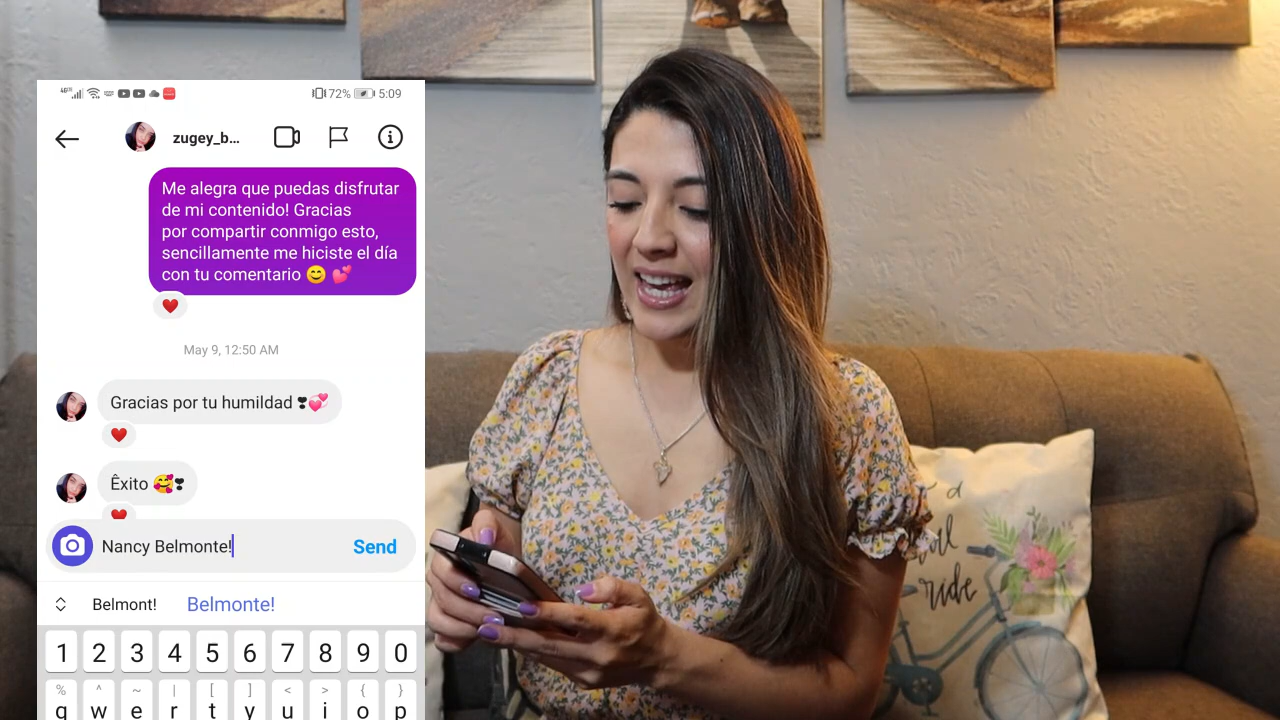 72% 5:09
zugey_b...
Me alegra que puedas disfrutar
de mi contenido! Gracias
por compartir conmigo esto,
sencillamente me hiciste el día
con tu comentario 😊 💕
❤️
May 9, 12:50 AM
Gracias por tu humildad ❣💞
❤️
Êxito 🥰❣
❤️
Nancy Belmonte! Send
Belmont! Belmonte!
1 2 3 4 5 6 7 8 9 0
% ^ ~ | [ ] < > { }
q w e r t y u i o p
ride